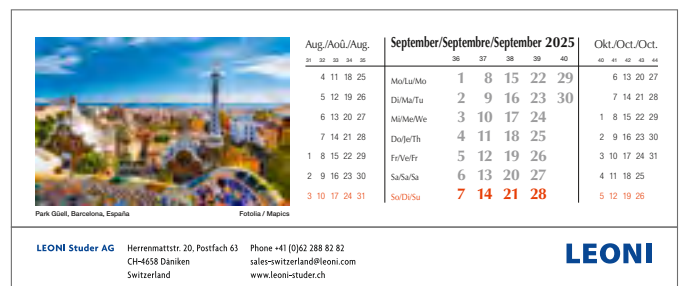 Aug./Aoû./Aug.
31 32 33 34 35
4 11 18 25
5 12 19 26
6 13 20 27
7 14 21 28
1 8 15 22 29
2 9 16 23 30
3 10 17 24 31
September/Septembre/September 2025
36 37 38 39 40
Mo/Lu/Mo 1 8 15 22 29
Di/Ma/Tu 2 9 16 23 30
Mi/Me/We 3 10 17 24
Do/Je/Th 4 11 18 25
Fr/Ve/Fr 5 12 19 26
Sa/Sa/Sa 6 13 20 27
So/Di/Su 7 14 21 28
Okt./Oct./Oct.
40 41 42 43 44
6 13 20 27
7 14 21 28
1 8 15 22 29
2 9 16 23 30
3 10 17 24 31
4 11 18 25
5 12 19 26
Park Güell, Barcelona, España
Fotolia / Mapics
LEONI Studer AG
Herrenmattstr. 20, Postfach 63
CH-4658 Däniken
Switzerland
Phone +41 (0)62 288 82 82
sales-switzerland@leoni.com
www.leoni-studer.ch
LEONI